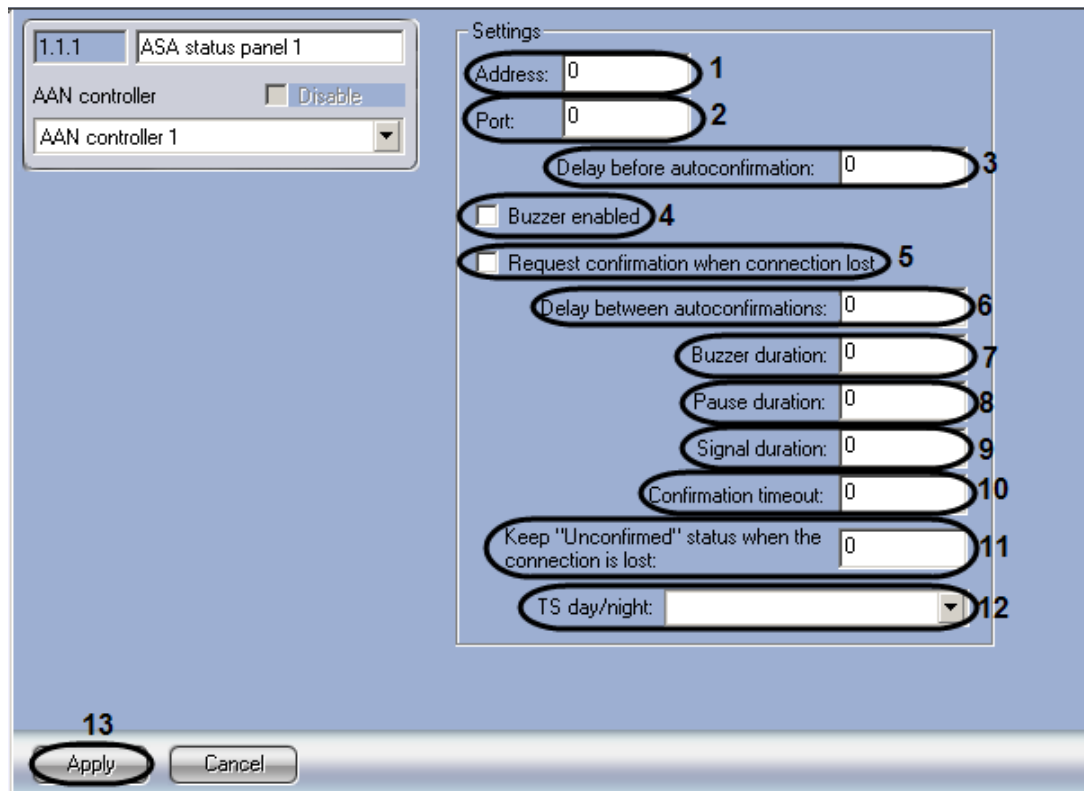 1.1.1 ASA status panel 1
AAN controller Disable
AAN controller 1
Settings
Address: 0 1
Port: 0 2
Delay before autoconfirmation: 0 3
Buzzer enabled 4
Request confirmation when connection lost 5
Delay between autoconfirmations: 0 6
Buzzer duration: 0 7
Pause duration: 0 8
Signal duration: 0 9
Confirmation timeout: 0 10
Keep "Unconfirmed" status when the
connection is lost: 0 11
TS day/night: 12
13
Apply Cancel